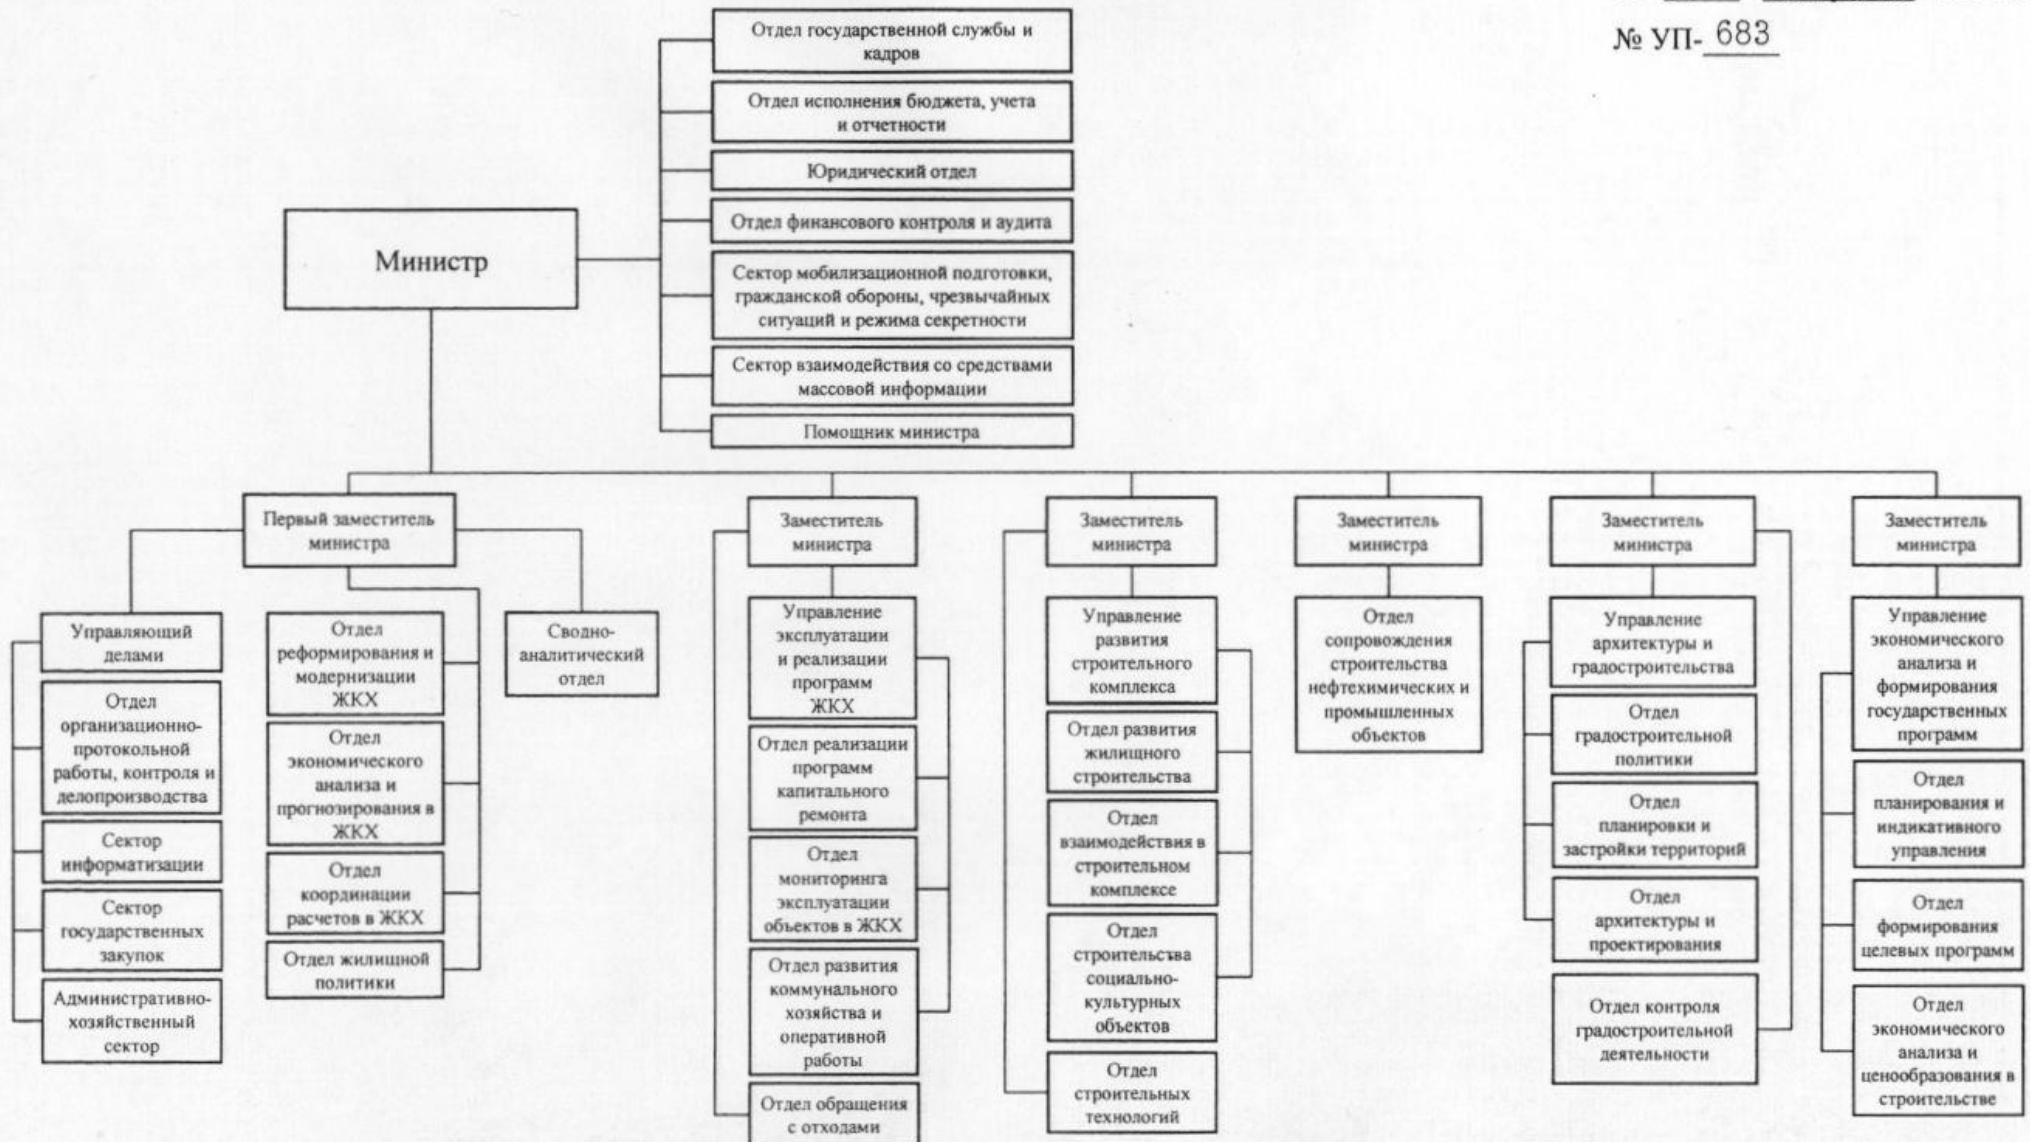 № УП- 683
Отдел государственной службы и
кадров
Отдел исполнения бюджета, учета
и отчетности
Юридический отдел
Отдел финансового контроля и аудита
Министр
Сектор мобилизационной подготовки,
гражданской обороны, чрезвычайных
ситуаций и режима секретности
Сектор взаимодействия со средствами
массовой информации
Помощник министра
Первый заместитель
министра
Управляющий
делами
Отдел
организационно-
протокольной
работы, контроля и
делопроизводства
Сектор
информатизации
Сектор
государственных
закупок
Административно-
хозяйственный
сектор
Отдел
реформирования и
модернизации
ЖКХ
Отдел
экономического
анализа и
прогнозирования в
ЖКХ
Отдел
координации
расчетов в ЖКХ
Отдел жилищной
политики
Сводно-
аналитический
отдел
Заместитель
министра
Управление
эксплуатации
и реализации
программ
ЖКХ
Отдел реализации
программ
капитального
ремонта
Отдел
мониторинга
эксплуатации
объектов в ЖКХ
Отдел развития
коммунального
хозяйства и
оперативной
работы
Отдел обращения
с отходами
Заместитель
министра
Управление
развития
строительного
комплекса
Отдел развития
жилищного
строительства
Отдел
взаимодействия в
строительном
комплексе
Отдел
строительства
социально-
культурных
объектов
Отдел
строительных
технологий
Заместитель
министра
Отдел
сопровождения
строительства
нефтехимических и
промышленных
объектов
Заместитель
министра
Управление
архитектуры и
градостроительства
Отдел
градостроительной
политики
Отдел
планировки и
застройки территорий
Отдел
архитектуры и
проектирования
Отдел контроля
градостроительной
деятельности
Заместитель
министра
Управление
экономического
анализа и
формирования
государственных
программ
Отдел
планирования и
индикативного
управления
Отдел
формирования
целевых программ
Отдел
экономического
анализа и
ценообразования в
строительстве